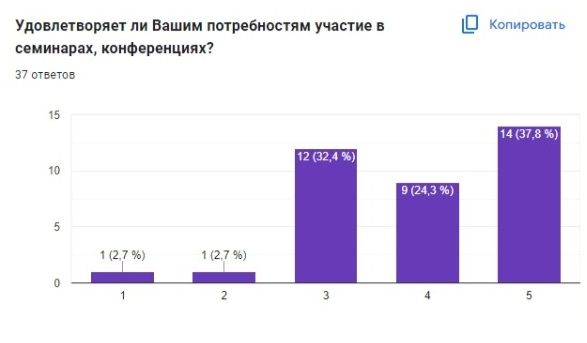 Удовлетворяет ли Вашим потребностям участие в
семинарах, конференциях?
Копировать
37 ответов
15
10
5
0
1 (2,7 %)
1 (2,7 %)
12 (32,4 %)
9 (24,3 %)
14 (37,8 %)
1
2
3
4
5